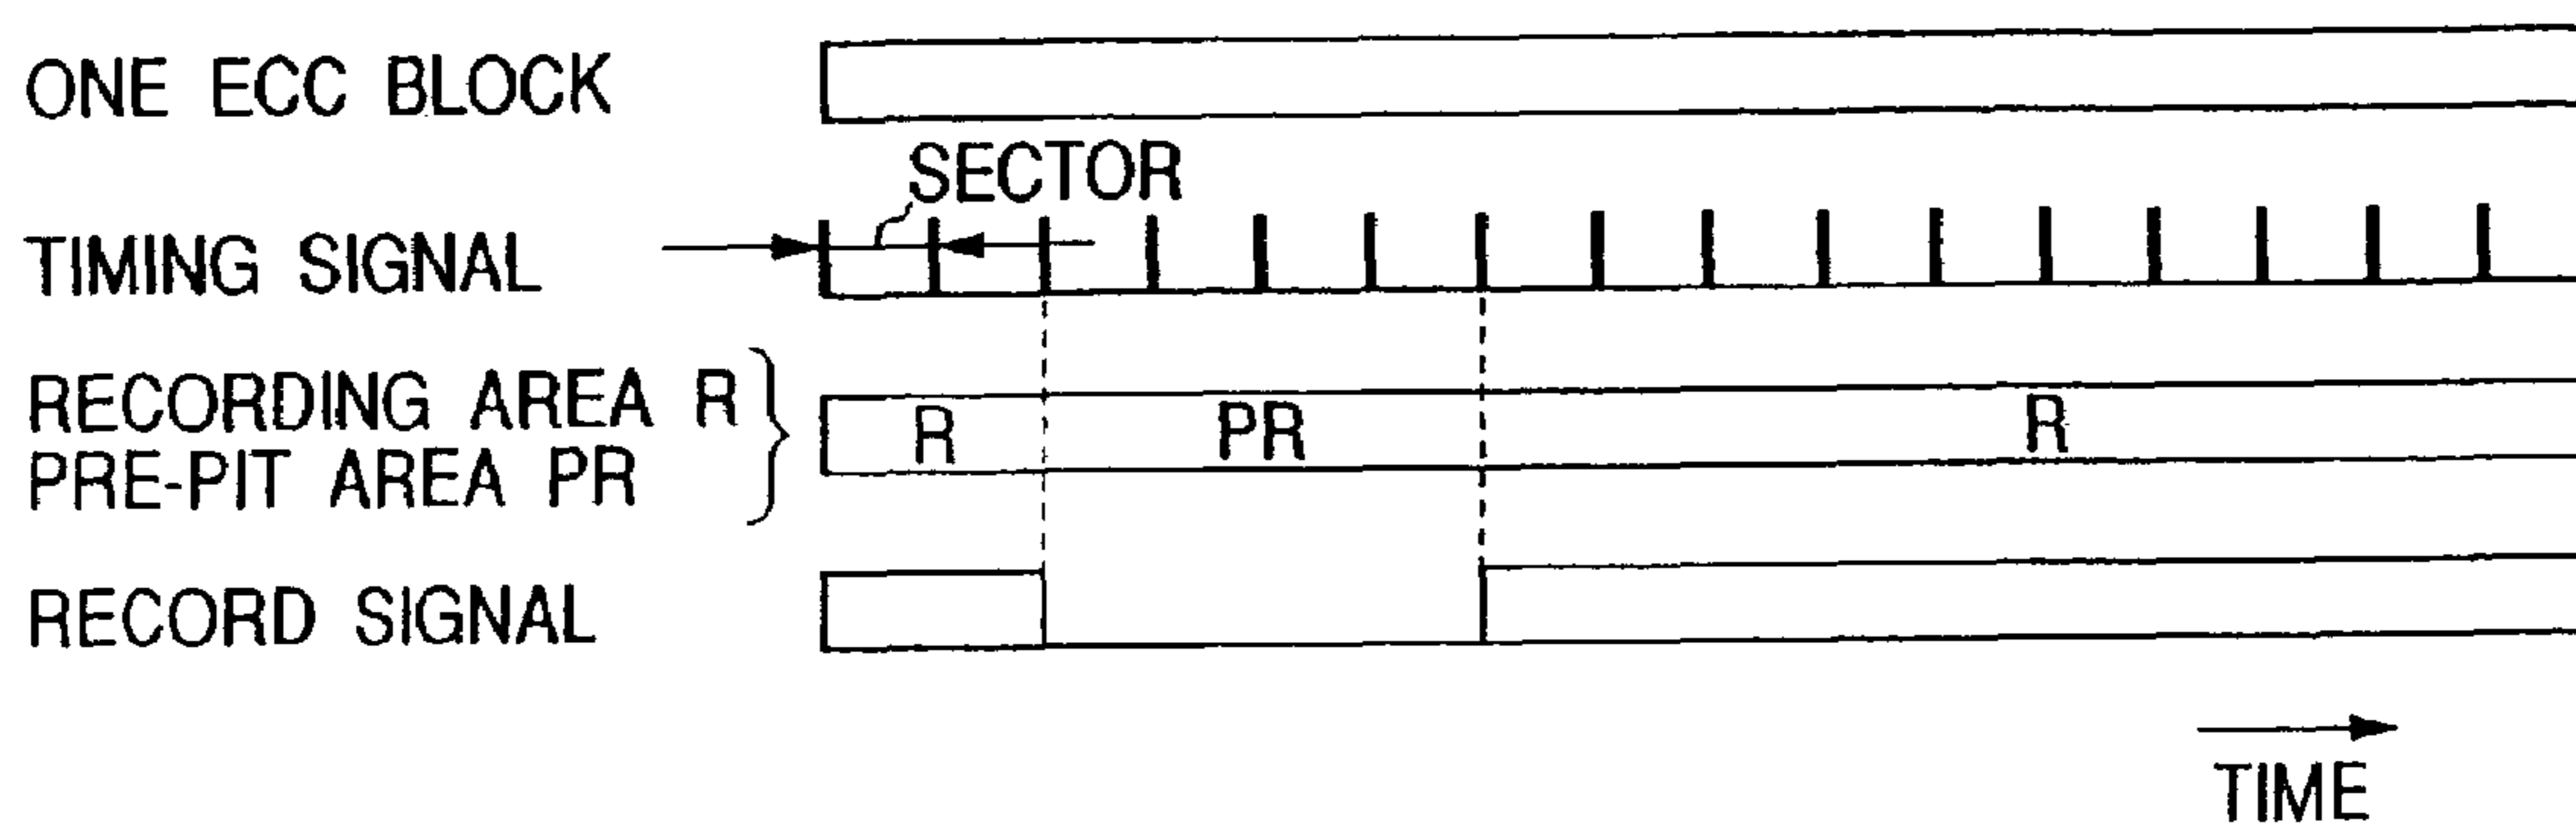 ONE ECC BLOCK
SECTOR
TIMING SIGNAL
RECORDING AREA R
PRE-PIT AREA PR
R
PR
R
RECORD SIGNAL
TIME